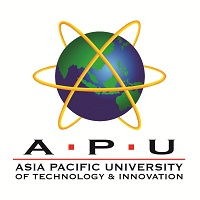 A · P · U
ASIA PACIFIC UNIVERSITY
OF TECHNOLOGY & INNOVATION